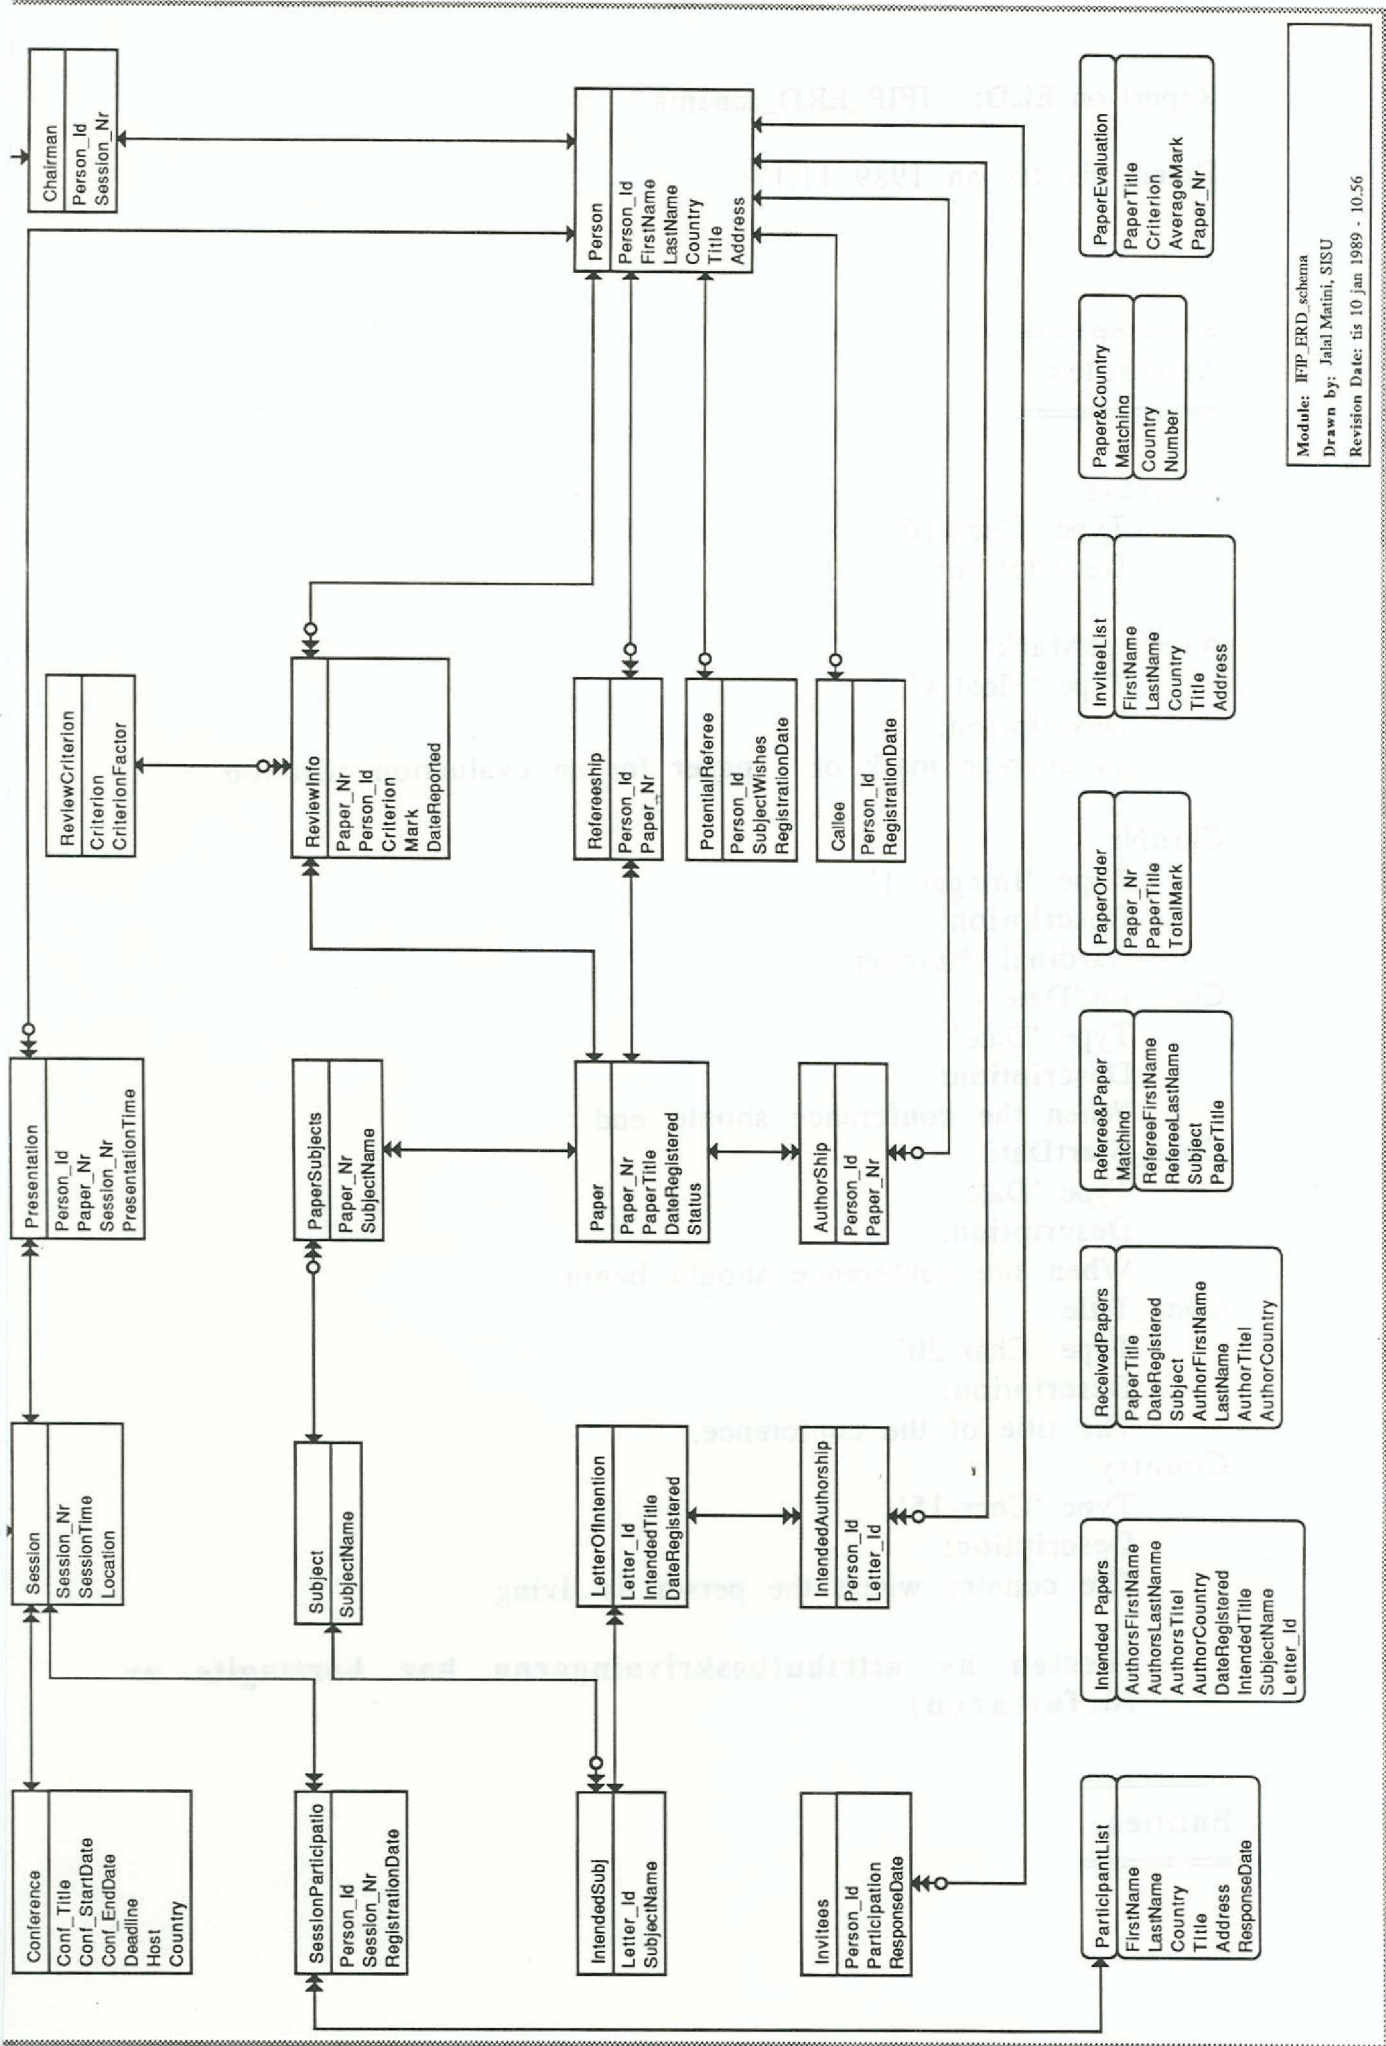 Conference
Conf_Title
Conf_StartDate
Conf_EndDate
Deadline
Host
Country
Session
Session_Nr
SessionTime
Location
Presentation
Person_Id
Paper_Nr
Session_Nr
PresentationTime
ReviewCriterion
Criterion
CriterionFactor
Chairman
Person_Id
Session_Nr
SessionParticipatio
Person_Id
Session_Nr
RegistrationDate
Subject
SubjectName
PaperSubjects
Paper_Nr
SubjectName
ReviewInfo
Paper_Nr
Person_Id
Criterion
Mark
DateReported
IntendedSubj
Letter_Id
SubjectName
LetterOfIntention
Letter_Id
IntendedTitle
DateRegistered
Paper
Paper_Nr
PaperTitle
DateRegistered
Status
Refereeship
Person_Id
Paper_Nr
Person
Person_Id
FirstName
LastName
Country
Title
Address
PotentialReferee
Person_Id
SubjectWishes
RegistrationDate
Invitees
Person_Id
Participation
ResponseDate
IntendedAuthorship
Person_Id
Letter_Id
AuthorShip
Person_Id
Paper_Nr
Callee
Person_Id
RegistrationDate
ParticipantList
FirstName
LastName
Country
Title
Address
ResponseDate
Intended Papers
AuthorsFirstName
AuthorsLastNanme
AuthorsTitel
AuthorCountry
DateRegistered
IntendedTitle
SubjectName
Letter_Id
ReceivedPapers
PaperTitle
DateRegistered
Subject
AuthorFirstName
LastName
AuthorTitel
AuthorCountry
Referee&Paper
Matching
RefereeFirstName
RefereeLastName
Subject
PaperTitle
PaperOrder
Paper_Nr
PaperTitle
TotalMark
InviteeList
FirstName
LastName
Country
Title
Address
Paper&Country
Matching
Country
Number
PaperEvaluation
PaperTitle
Criterion
AverageMark
Paper_Nr
Module: IFIP_ERD_schema
Drawn by: Jalal Matini, SISU
Revision Date: tis 10 jan 1989 - 10.56